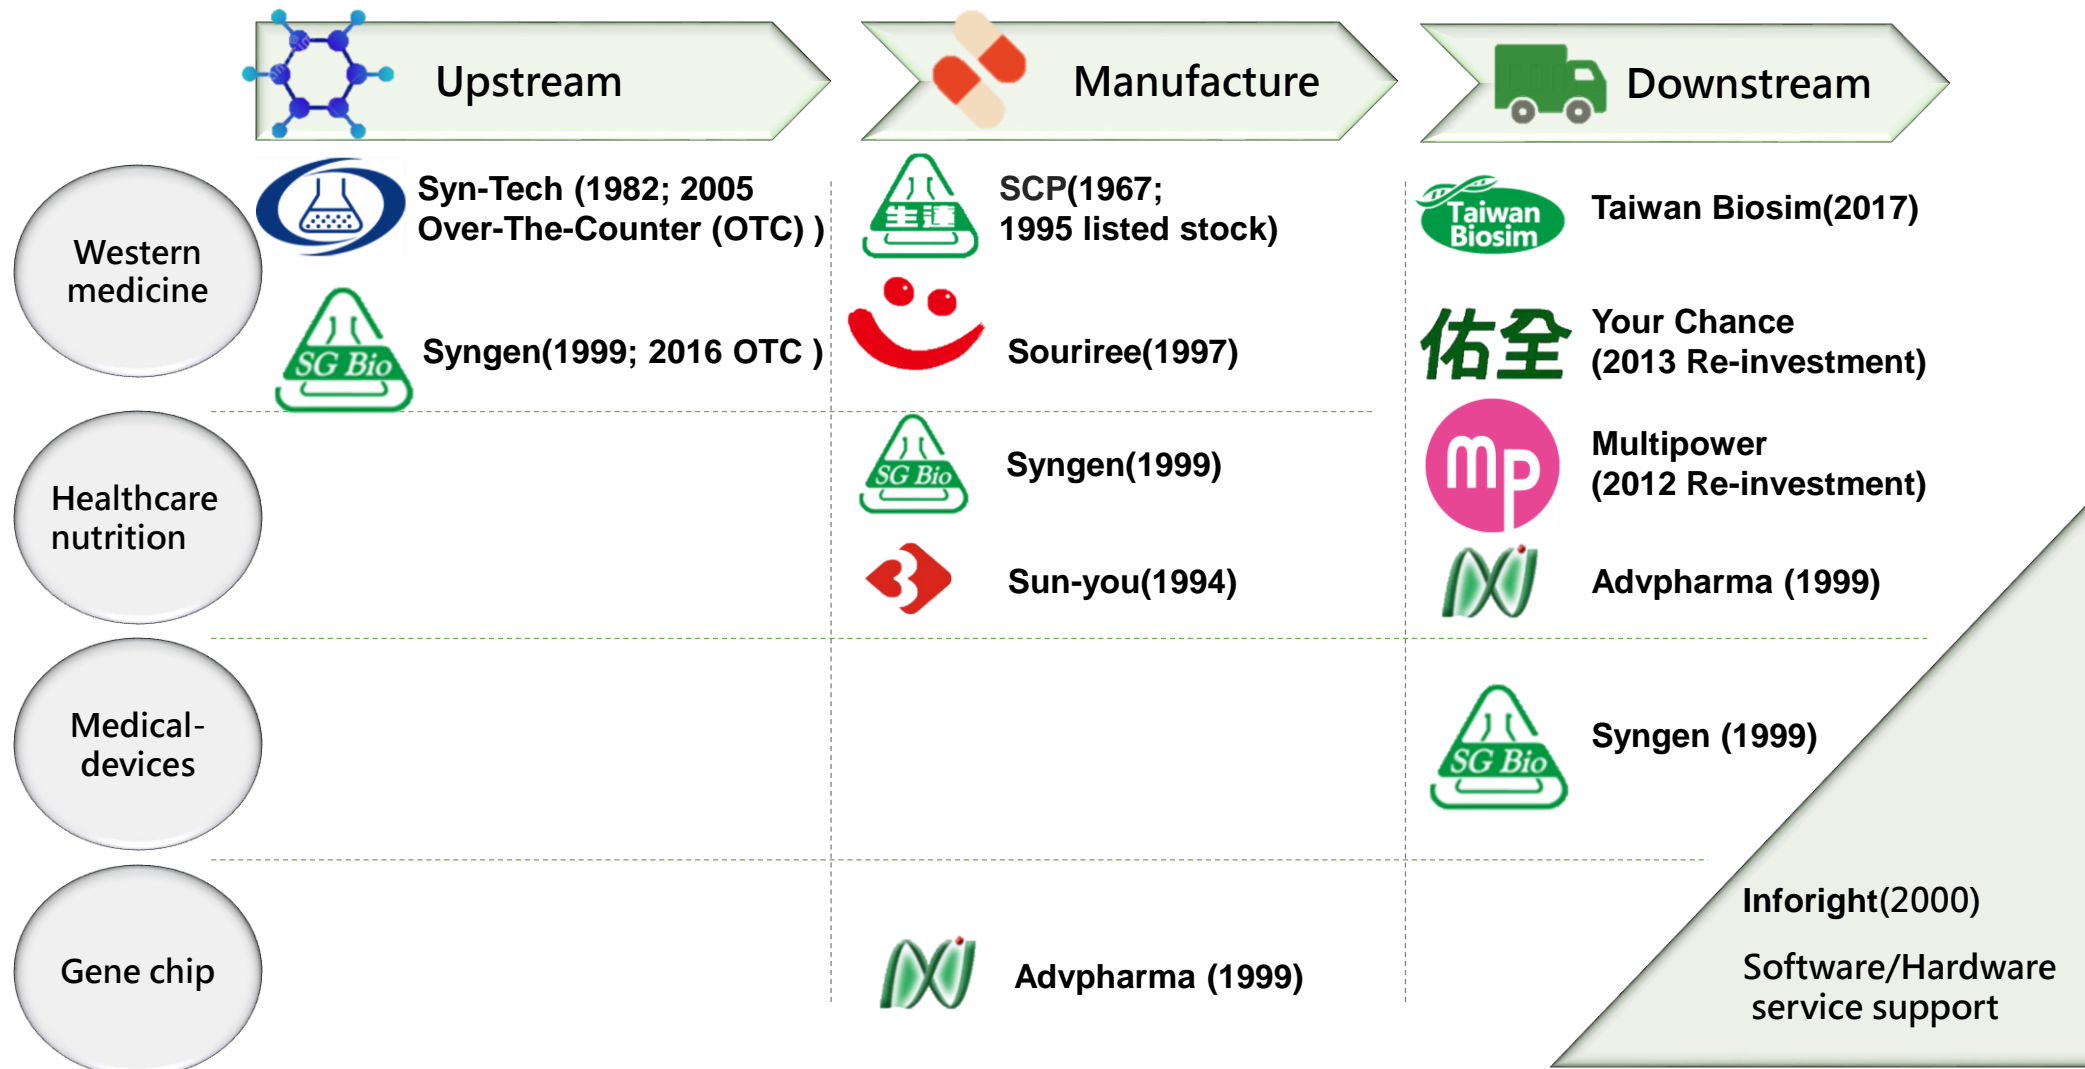 Upstream
Manufacture
Downstream
Western
medicine
Syn-Tech (1982; 2005
Over-The-Counter (OTC) )
生達
SCP(1967;
1995 listed stock)
Taiwan
Biosim
Taiwan Biosim(2017)
SG Bio
Syngen(1999; 2016 OTC )
Souriree(1997)
佑全
Your Chance
(2013 Re-investment)
Healthcare
nutrition
SG Bio
Syngen(1999)
mp
Multipower
(2012 Re-investment)
Sun-you(1994)
Advpharma (1999)
Medical-
devices
SG Bio
Syngen (1999)
Gene chip
Advpharma (1999)
Inforight(2000)
Software/Hardware
service support